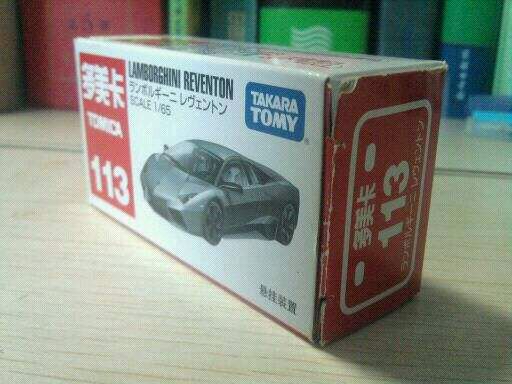 多美卡
TOMICA
113
LAMBORGHINI REVENTON
ランボルギーニ レヴェントン
SCALE 1/65
TAKARA
TOMY
悬挂装置
多美卡
113
ランボルギーニ レヴェントン